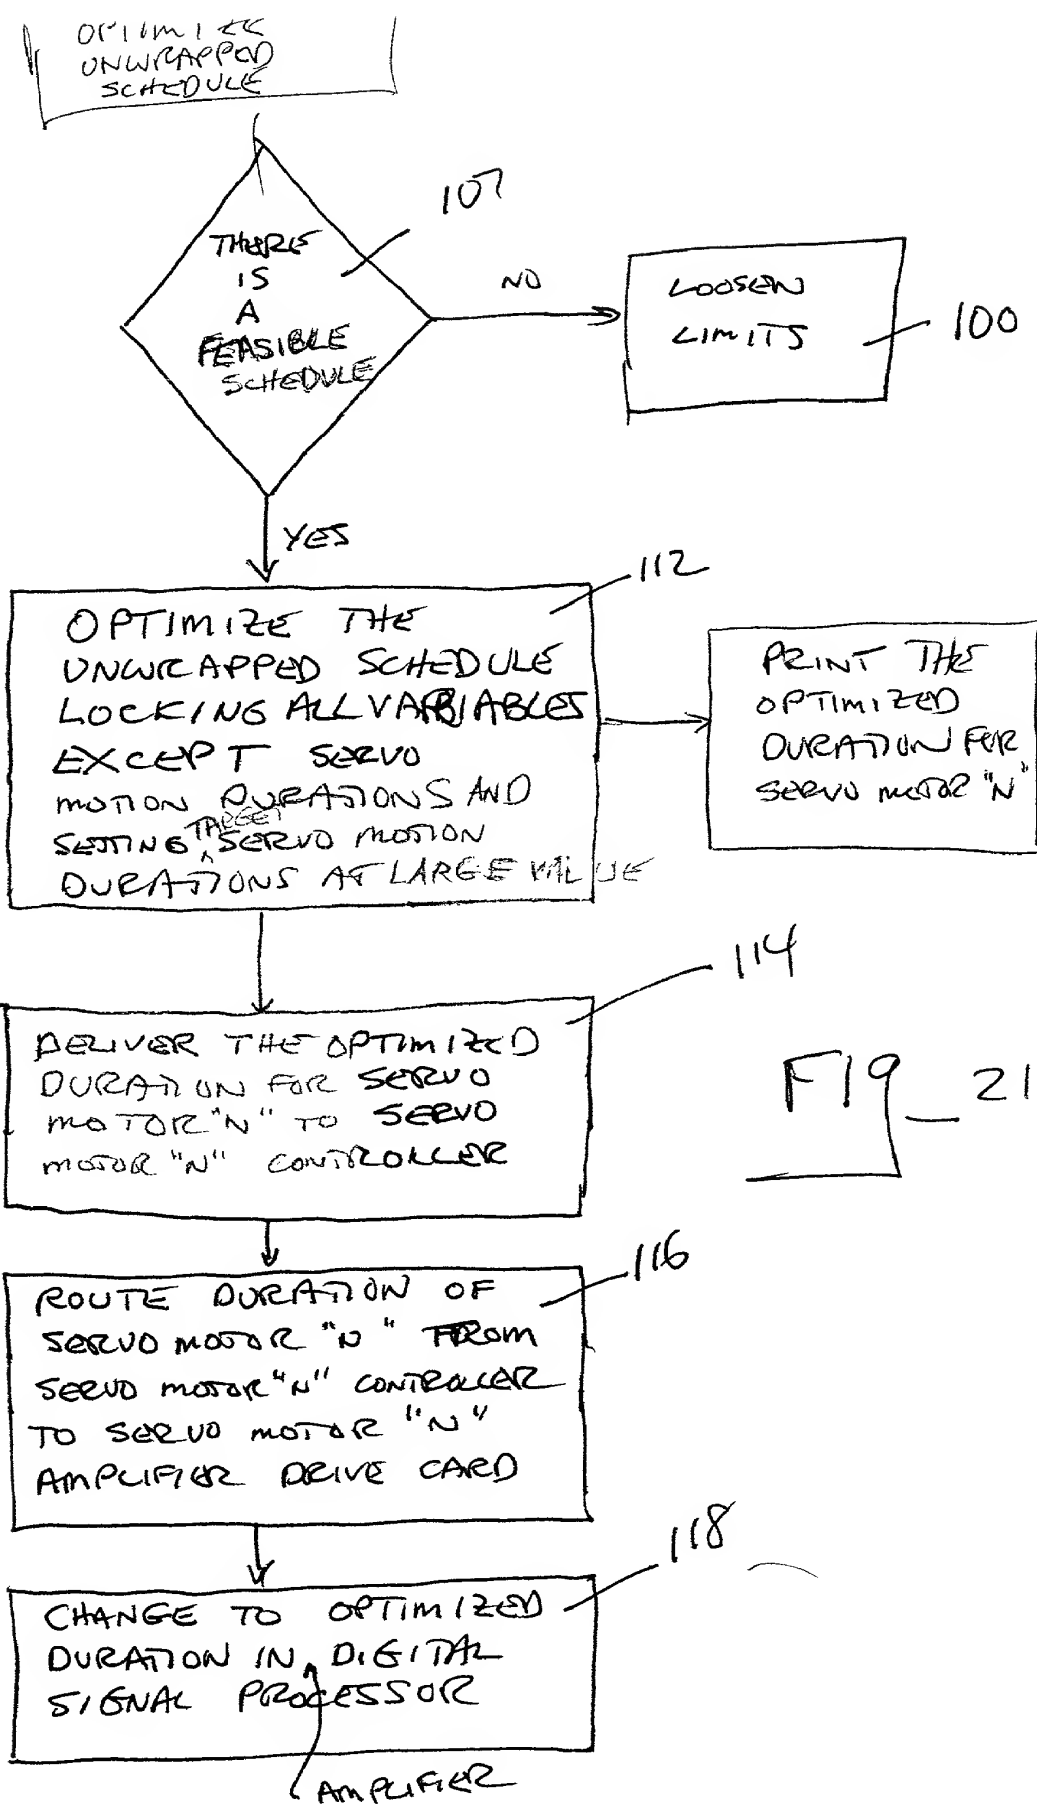 OPTIMIZE
UNWRAPPED
SCHEDULE
107
THERE
IS
A
FEASIBLE
SCHEDULE
NO
LOOSEN
LIMITS
100
YES
112
OPTIMIZE THE
UNWRAPPED SCHEDULE
LOCKING ALL VARIABLES
EXCEPT SERVO
MOTION DURATIONS AND
SETTING TARGET SERVO MOTION
DURATIONS AT LARGE VALUE
PRINT THE
OPTIMIZED
DURATION FOR
SERVO MOTOR "N"
114
DELIVER THE OPTIMIZED
DURATION FOR SERVO
MOTOR "N" TO SERVO
MOTOR "N" CONTROLLER
FIG_21
116
ROUTE DURATION OF
SERVO MOTOR "N" FROM
SERVO MOTOR "N" CONTROLLER
TO SERVO MOTOR "N"
AMPLIFIER DRIVE CARD
118
CHANGE TO OPTIMIZED
DURATION IN DIGITAL
SIGNAL PROCESSOR
AMPLIFIER